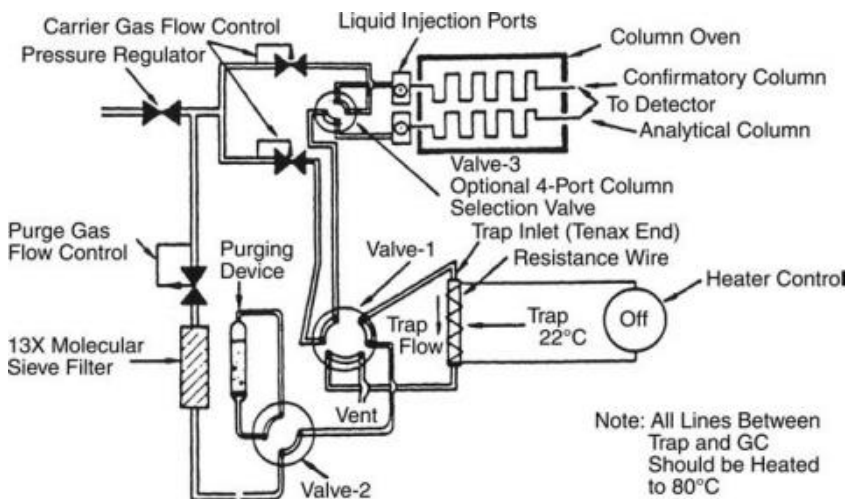 Carrier Gas Flow Control
Pressure Regulator
Liquid Injection Ports
Column Oven
Confirmatory Column
To Detector
Analytical Column
Valve-3
Optional 4-Port Column
Selection Valve
Purge Gas
Flow Control
Purging
Device
Valve-1
Trap Inlet (Tenax End)
Resistance Wire
Heater Control
Trap
Flow
Trap
22°C
Off
13X Molecular
Sieve Filter
Vent
Valve-2
Note: All Lines Between
Trap and GC
Should be Heated
to 80°C